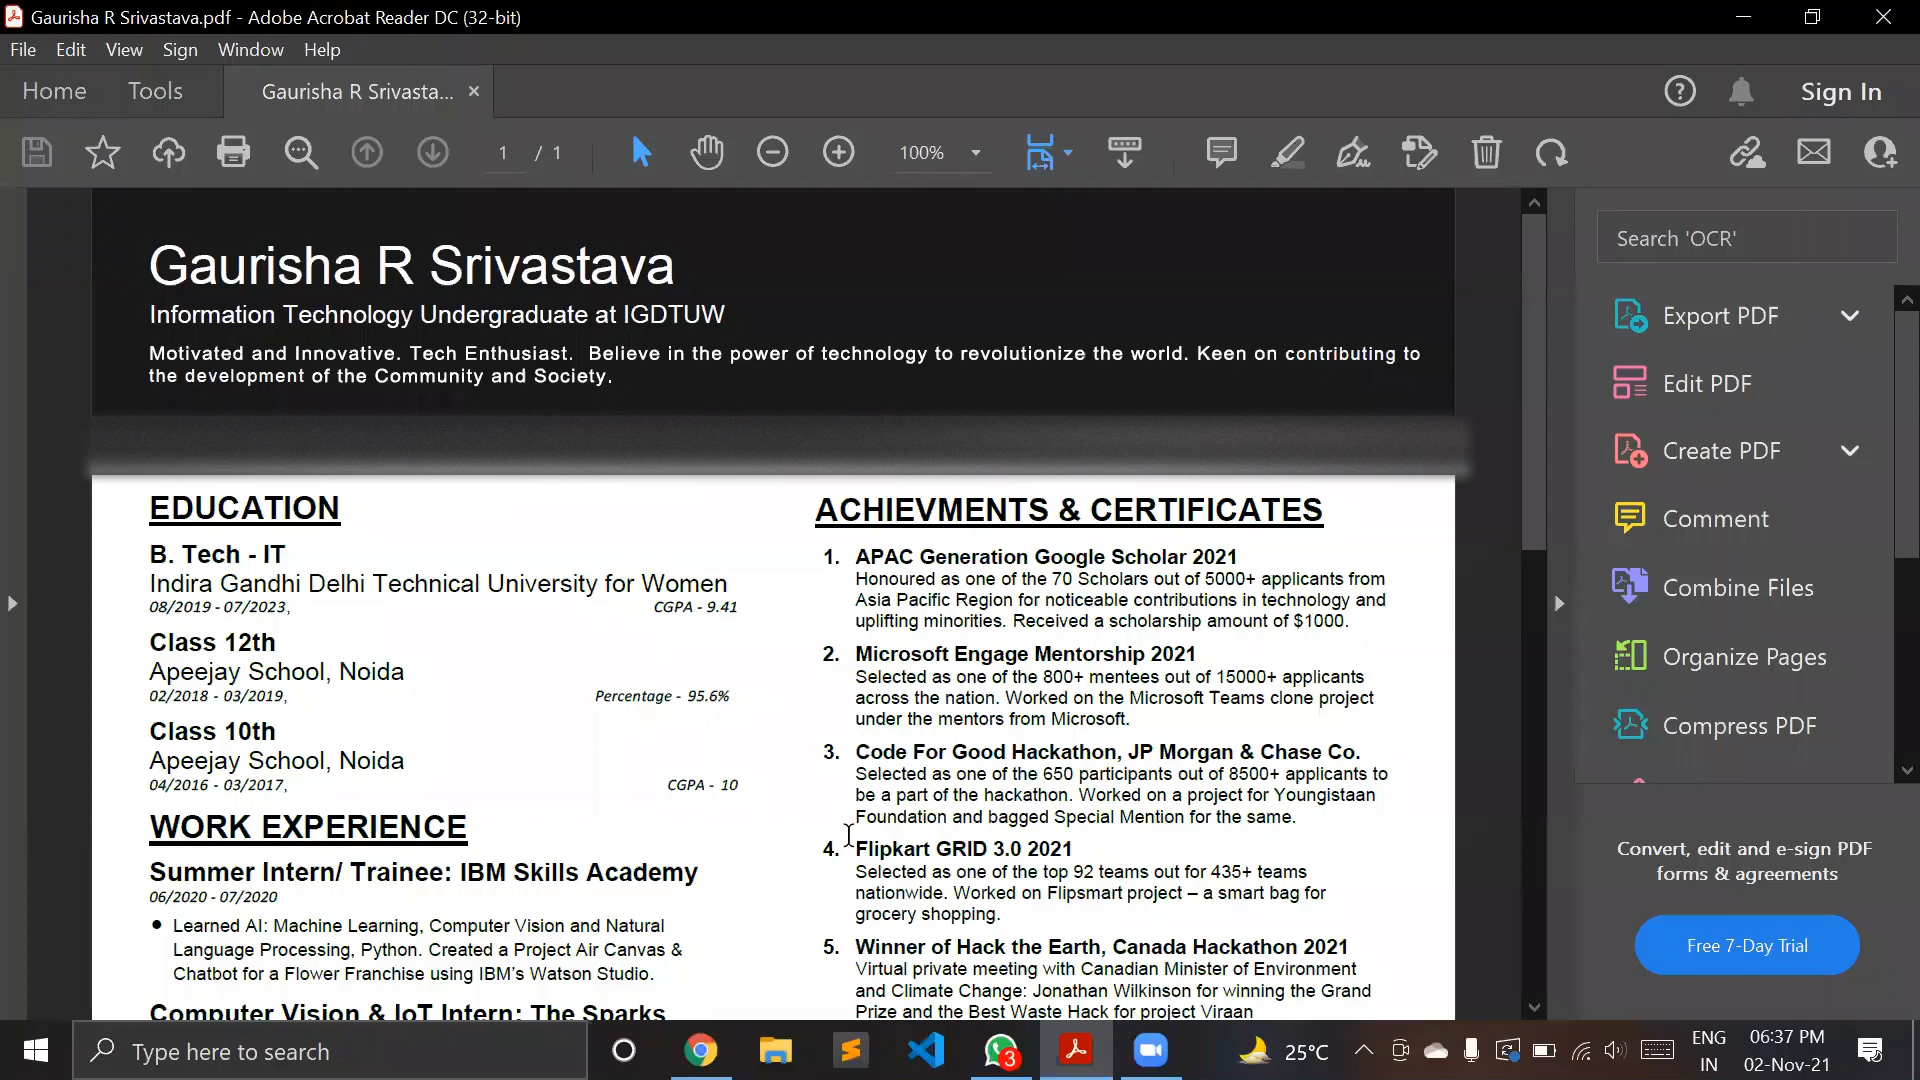 Gaurisha R Srivastava.pdf - Adobe Acrobat Reader DC (32-bit)
File Edit View Sign Window Help
Home Tools Gaurisha R Srivasta... × Sign In
1 / 1 100%
Gaurisha R Srivastava
Information Technology Undergraduate at IGDTUW
Motivated and Innovative. Tech Enthusiast. Believe in the power of technology to revolutionize the world. Keen on contributing to
the development of the Community and Society.
EDUCATION
B. Tech - IT
Indira Gandhi Delhi Technical University for Women
08/2019 - 07/2023, CGPA - 9.41
Class 12th
Apeejay School, Noida
02/2018 - 03/2019, Percentage - 95.6%
Class 10th
Apeejay School, Noida
04/2016 - 03/2017, CGPA - 10
WORK EXPERIENCE
Summer Intern/ Trainee: IBM Skills Academy
06/2020 - 07/2020
● Learned AI: Machine Learning, Computer Vision and Natural
Language Processing, Python. Created a Project Air Canvas &
Chatbot for a Flower Franchise using IBM's Watson Studio.
Computer Vision & IoT Intern: The Sparks
ACHIEVMENTS & CERTIFICATES
1. APAC Generation Google Scholar 2021
Honoured as one of the 70 Scholars out of 5000+ applicants from
Asia Pacific Region for noticeable contributions in technology and
uplifting minorities. Received a scholarship amount of $1000.
2. Microsoft Engage Mentorship 2021
Selected as one of the 800+ mentees out of 15000+ applicants
across the nation. Worked on the Microsoft Teams clone project
under the mentors from Microsoft.
3. Code For Good Hackathon, JP Morgan & Chase Co.
Selected as one of the 650 participants out of 8500+ applicants to
be a part of the hackathon. Worked on a project for Youngistaan
Foundation and bagged Special Mention for the same.
4. Flipkart GRID 3.0 2021
Selected as one of the top 92 teams out for 435+ teams
nationwide. Worked on Flipsmart project – a smart bag for
grocery shopping.
5. Winner of Hack the Earth, Canada Hackathon 2021
Virtual private meeting with Canadian Minister of Environment
and Climate Change: Jonathan Wilkinson for winning the Grand
Prize and the Best Waste Hack for project Viraan
Search 'OCR'
Export PDF
Edit PDF
Create PDF
Comment
Combine Files
Organize Pages
Compress PDF
Convert, edit and e-sign PDF
forms & agreements
Free 7-Day Trial
Type here to search
3
25°C
ENG
IN
06:37 PM
02-Nov-21